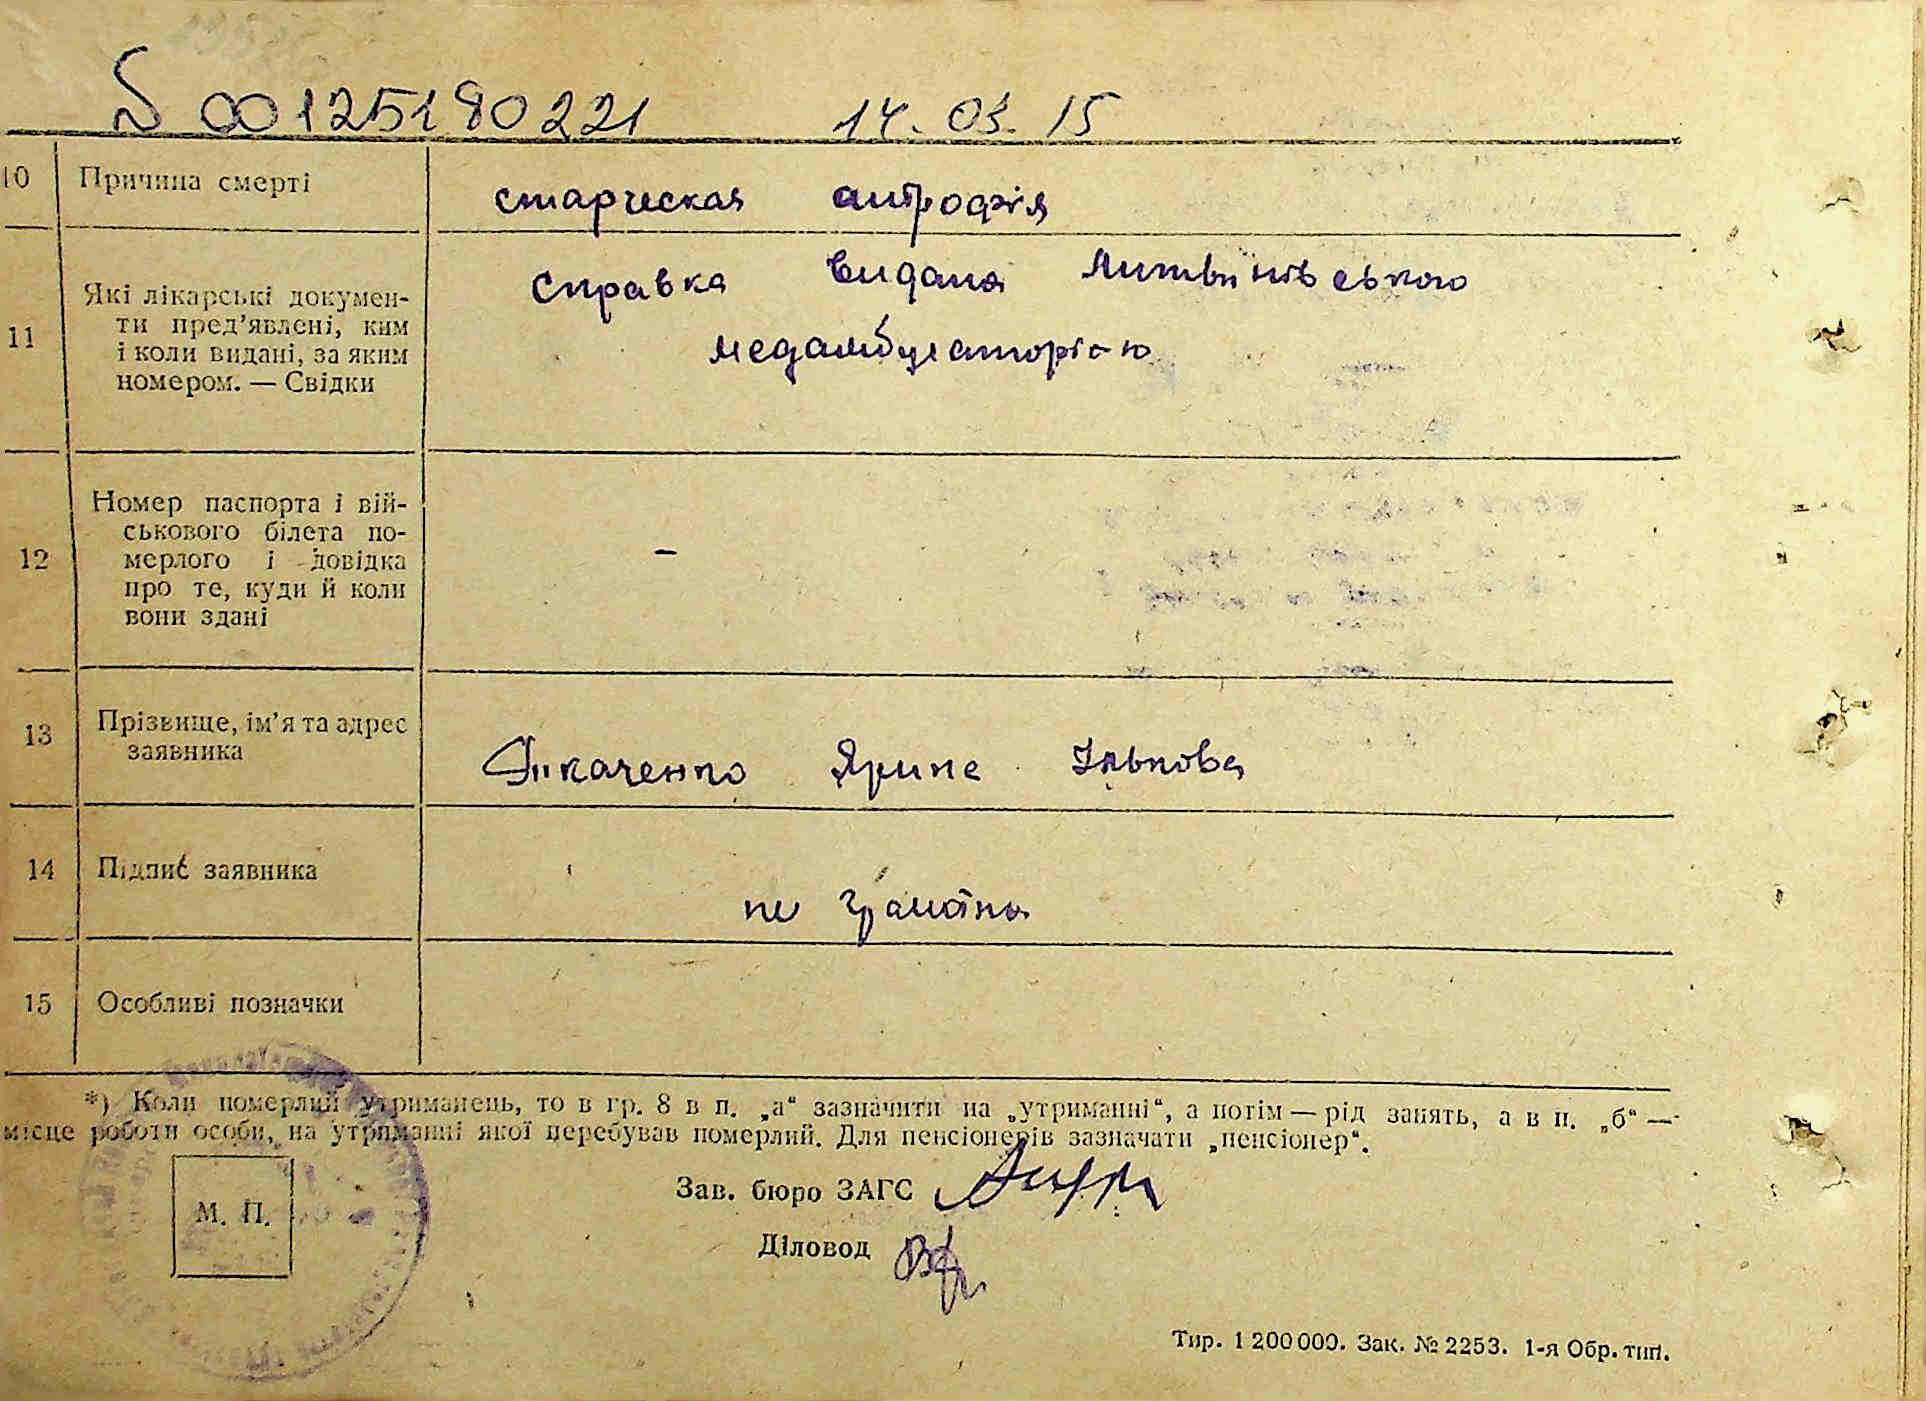 00125180221 14.03.15
10 Причина смерті старческая антрофія
11 Які лікарські докумен-
ти пред'явлені, ким
і коли видані, за яким
номером. — Свідки
справка видана Литвинівського
медамбулаторією
12 Номер паспорта і вій-
ськового білета по-
мерлого і довідка
про те, куди й коли
вони здані
-
13 Прізвище, ім'я та адрес
заявника
Ткаченко Ярина Ількова
14 Підпис заявника не грамотна
15 Особливі позначки
*) Коли померлий утриманець, то в гр. 8 в п. „а“ зазначити на „утриманні“, а потім — рід занять, а в п. „б“ —
місце роботи особи, на утриманні якої перебував померлий. Для пенсіонерів зазначати „пенсіонер“.
М. П.
Зав. бюро ЗАГС
Діловод
Тир. 1 200 000. Зак. № 2253. 1-я Обр. тип.